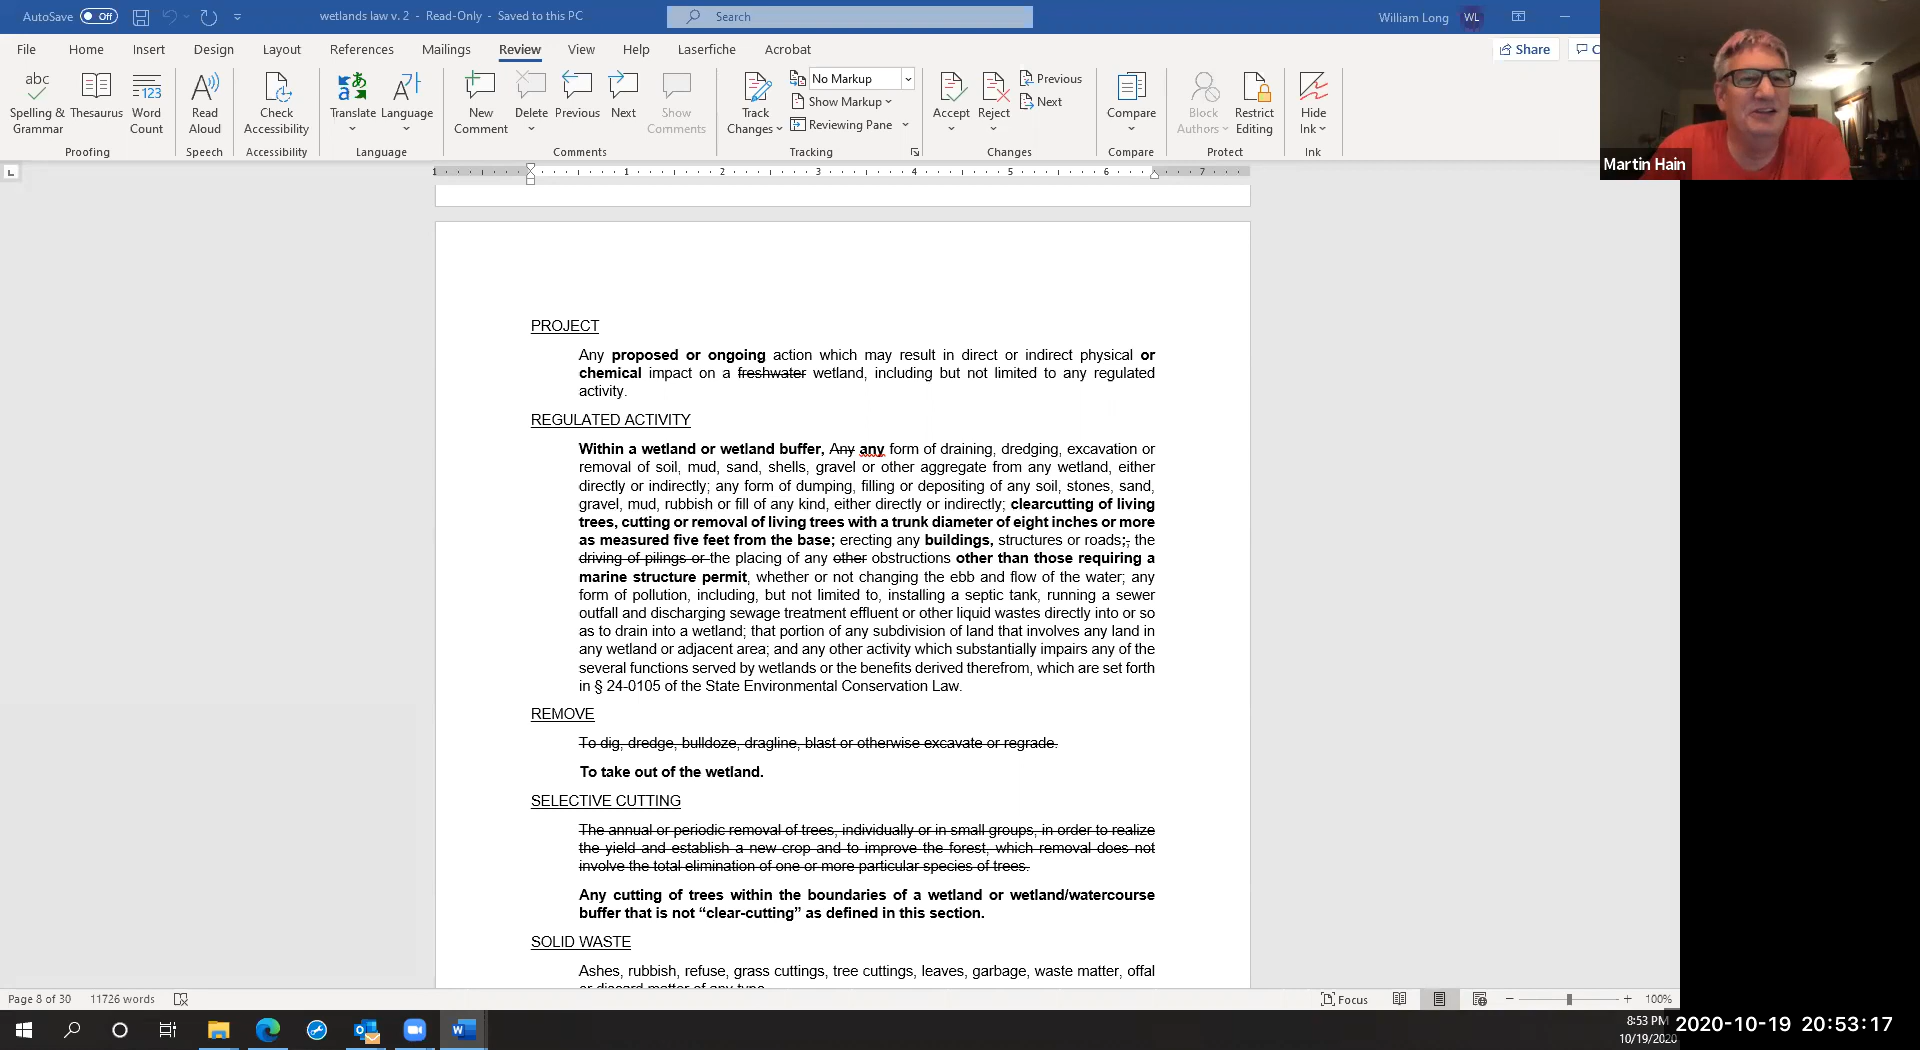 AutoSave Off wetlands law v. 2 - Read-Only - Saved to this PC Search William Long WL
File Home Insert Design Layout References Mailings Review View Help Laserfiche Acrobat Share C
Spelling & Grammar
Thesaurus
Word Count
Read Aloud
Check Accessibility
Translate
Language
New Comment
Delete
Previous
Next
Show Comments
Track Changes
No Markup
Show Markup
Reviewing Pane
Accept
Reject
Previous
Next
Compare
Block Authors
Restrict Editing
Hide Ink
Proofing Speech Accessibility Language Comments Tracking Changes Compare Protect Ink
Martin Hain
1 1 2 3 4 5 6 7
PROJECT
Any proposed or ongoing action which may result in direct or indirect physical or
chemical impact on a freshwater wetland, including but not limited to any regulated
activity.
REGULATED ACTIVITY
Within a wetland or wetland buffer, Any any form of draining, dredging, excavation or
removal of soil, mud, sand, shells, gravel or other aggregate from any wetland, either
directly or indirectly; any form of dumping, filling or depositing of any soil, stones, sand,
gravel, mud, rubbish or fill of any kind, either directly or indirectly; clearcutting of living
trees, cutting or removal of living trees with a trunk diameter of eight inches or more
as measured five feet from the base; erecting any buildings, structures or roads;, the
driving of pilings or the placing of any other obstructions other than those requiring a
marine structure permit, whether or not changing the ebb and flow of the water; any
form of pollution, including, but not limited to, installing a septic tank, running a sewer
outfall and discharging sewage treatment effluent or other liquid wastes directly into or so
as to drain into a wetland; that portion of any subdivision of land that involves any land in
any wetland or adjacent area; and any other activity which substantially impairs any of the
several functions served by wetlands or the benefits derived therefrom, which are set forth
in § 24-0105 of the State Environmental Conservation Law.
REMOVE
To dig, dredge, bulldoze, dragline, blast or otherwise excavate or regrade.
To take out of the wetland.
SELECTIVE CUTTING
The annual or periodic removal of trees, individually or in small groups, in order to realize
the yield and establish a new crop and to improve the forest, which removal does not
involve the total elimination of one or more particular species of trees.
Any cutting of trees within the boundaries of a wetland or wetland/watercourse
buffer that is not “clear-cutting” as defined in this section.
SOLID WASTE
Ashes, rubbish, refuse, grass cuttings, tree cuttings, leaves, garbage, waste matter, offal
or discard matter of any type.
Page 8 of 30 11726 words Focus 100%
8:53 PM
10/19/2020
2020-10-19 20:53:17